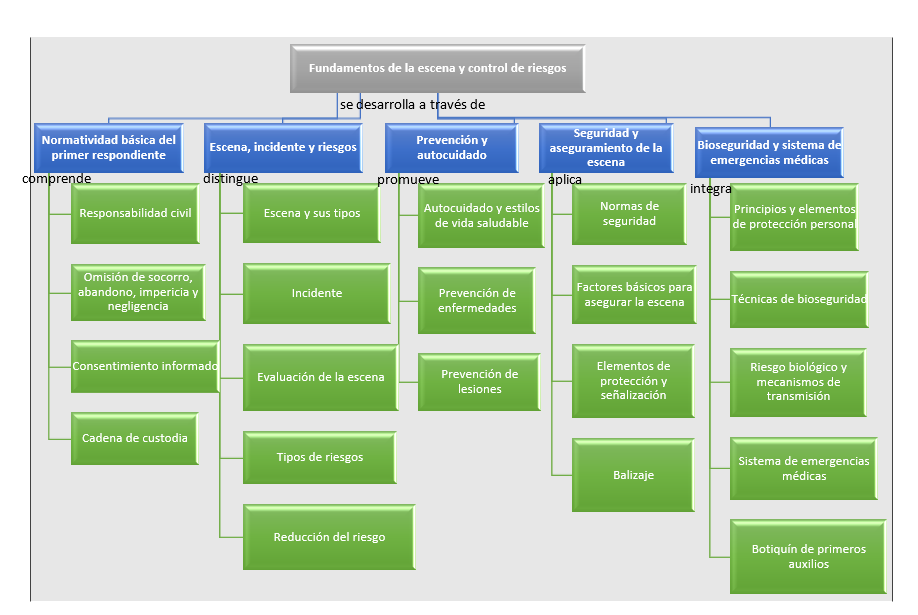 Fundamentos de la escena y control de riesgos
se desarrolla a través de
Normatividad básica del
primer respondiente
comprende
Responsabilidad civil
Omisión de socorro,
abandono, impericia y
negligencia
Consentimiento informado
Cadena de custodia
Escena, incidente y riesgos
distingue
Escena y sus tipos
Incidente
Evaluación de la escena
Tipos de riesgos
Reducción del riesgo
Prevención y
autocuidado
promueve
Autocuidado y estilos
de vida saludable
Prevención de
enfermedades
Prevención de
lesiones
Seguridad y
aseguramiento de la
escena
aplica
Normas de
seguridad
Factores básicos para
asegurar la escena
Elementos de
protección y
señalización
Balizaje
Bioseguridad y sistema de
emergencias médicas
integra
Principios y elementos
de protección personal
Técnicas de bioseguridad
Riesgo biológico y
mecanismos de
transmisión
Sistema de emergencias
médicas
Botiquín de primeros
auxilios